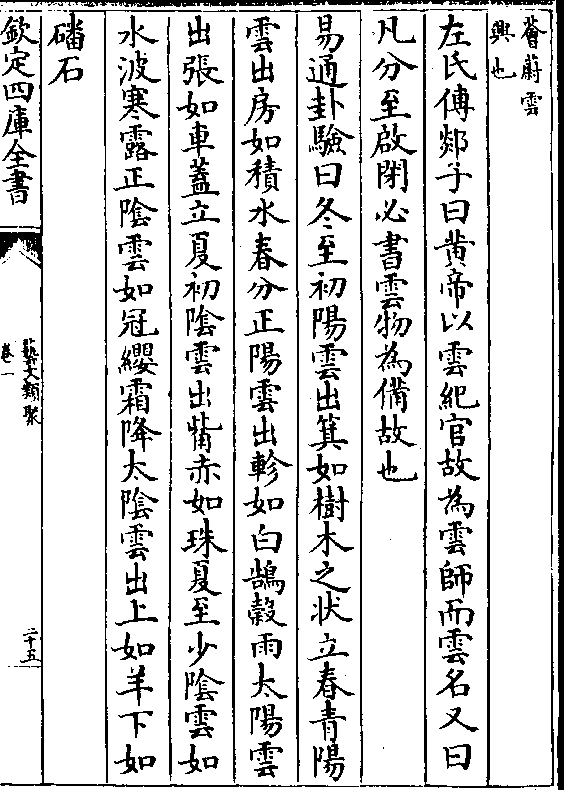 薈蔚雲
興也
左氏傳郯子曰黄帝以雲紀官故為雲師而雲名又曰
凡分至啟閉必書雲物為備故也
易通卦驗曰冬至初陽雲出箕如樹木之状立春青陽
雲出房如積水春分正陽雲出軫如白鵠穀雨太陽雲
出張如車蓋立夏初陰雲出觜赤如珠夏至少陰雲如
水波寒露正陰雲如冠纓霜降太陰雲出上如羊下如
磻石
欽定四庫全書
藝文類聚
卷一
二十五